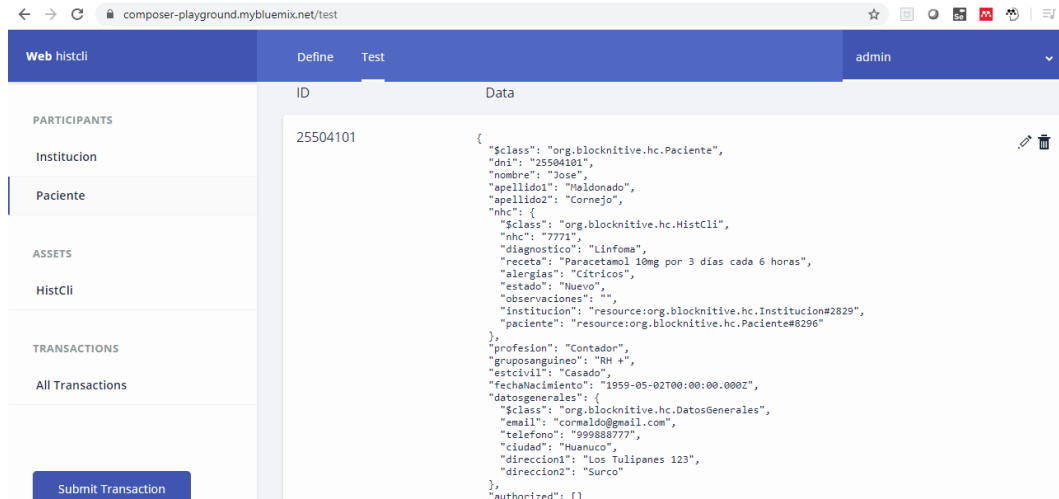 composer-playground.mybluemix.net/test
Web histcli
Define Test
admin
ID Data
PARTICIPANTS
Institucion
Paciente
ASSETS
HistCli
TRANSACTIONS
All Transactions
Submit Transaction
25504101
{
"$class": "org.blocknitive.hc.Paciente",
"dni": "25504101",
"nombre": "Jose",
"apellido1": "Maldonado",
"apellido2": "Cornejo",
"nhc": {
"$class": "org.blocknitive.hc.HistCli",
"nhc": "7771",
"diagnostico": "Linfoma",
"receta": "Paracetamol 10mg por 3 días cada 6 horas",
"alergias": "Cítricos",
"estado": "Nuevo",
"observaciones": "",
"institucion": "resource:org.blocknitive.hc.Institucion#2829",
"paciente": "resource:org.blocknitive.hc.Paciente#8296"
},
"profesion": "Contador",
"gruposanguineo": "RH +",
"estcivil": "Casado",
"fechaNacimiento": "1959-05-02T00:00:00.000Z",
"datosgenerales": {
"$class": "org.blocknitive.hc.DatosGenerales",
"email": "cormaldo@gmail.com",
"telefono": "999888777",
"ciudad": "Huanuco",
"direccion1": "Los Tulipanes 123",
"direccion2": "Surco"
},
"authorized": []